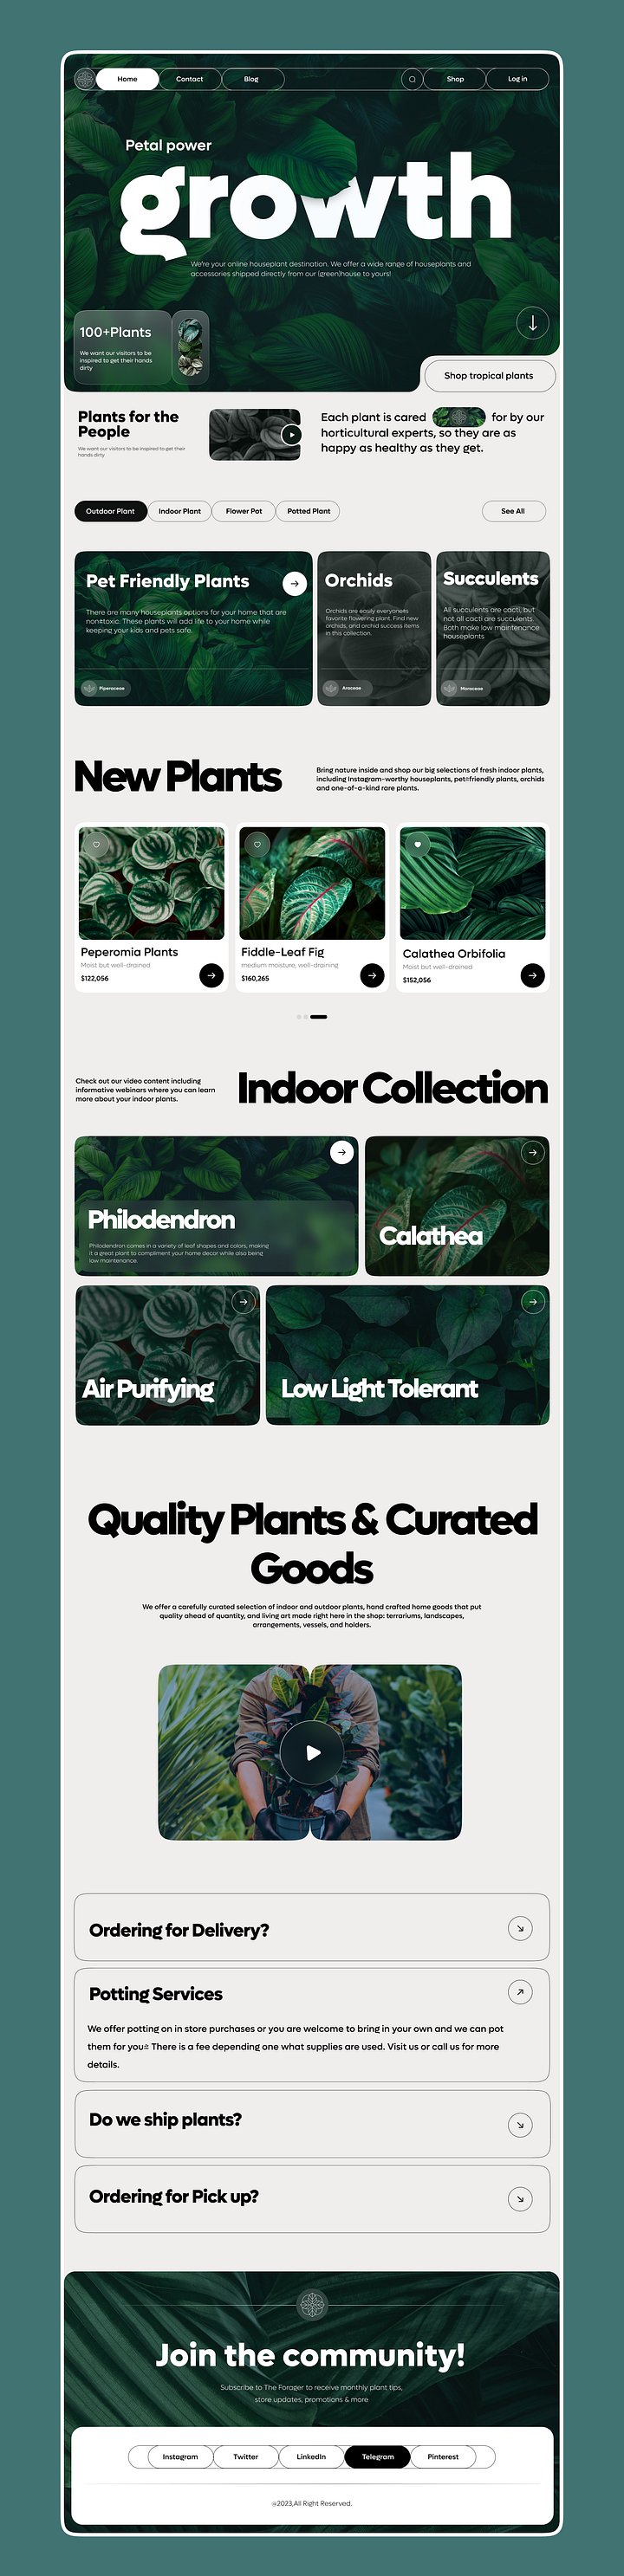 Home
Contact
Blog
Shop
Log in
Petal power
growth
We're your online houseplant destination. We offer a wide range of houseplants and
accessories shipped directly from our (green)house to yours!
100+Plants
We want our visitors to be
inspired to get their hands
dirty
Shop tropical plants
Plants for the
People
We want our visitors to be inspired to get their
hands dirty
Each plant is cared for by our
horticultural experts, so they are as
happy as healthy as they get.
Outdoor Plant
Indoor Plant
Flower Pot
Potted Plant
See All
Pet Friendly Plants
There are many houseplants options for your home that are
nontoxic. These plants will add life to your home while
keeping your kids and pets safe.
Piperaceae
Orchids
Orchids are easily everyone's
favorite flowering plant. Find new
orchids, and orchid success items
in this collection.
Araceae
Succulents
All succulents are cacti, but
not all cacti are succulents
Both make low maintenance
houseplants
Moraceae
New Plants
Bring nature inside and shop our big selections of fresh indoor plants,
including Instagram-worthy houseplants, pet=friendly plants, orchids
and one-of-a-kind rare plants.
Peperomia Plants
Moist but well-drained
$122,056
Fiddle-Leaf Fig
medium moisture, well-draining
$160,265
Calathea Orbifolia
Moist but well-drained
$152,056
Check out our video content including
informative webinars where you can learn
more about your indoor plants.
Indoor Collection
Philodendron
Philodendron comes in a variety of leaf shapes and colors, making
it a great plant to compliment your home decor while also being
low maintenance.
Calathea
Air Purifying
Low Light Tolerant
Quality Plants & Curated
Goods
We offer a carefully curated selection of indoor and outdoor plants, hand crafted home goods that put
quality ahead of quantity, and living art made right here in the shop: terrariums, landscapes,
arrangements, vessels, and holders.
Ordering for Delivery?
Potting Services
We offer potting on in store purchases or you are welcome to bring in your own and we can pot
them for you± There is a fee depending one what supplies are used. Visit us or call us for more
details.
Do we ship plants?
Ordering for Pick up?
Join the community!
Subscribe to The Forager to receive monthly plant tips,
store updates, promotions & more
Instagram
Twitter
LinkedIn
Telegram
Pinterest
@2023,All Right Reserved.